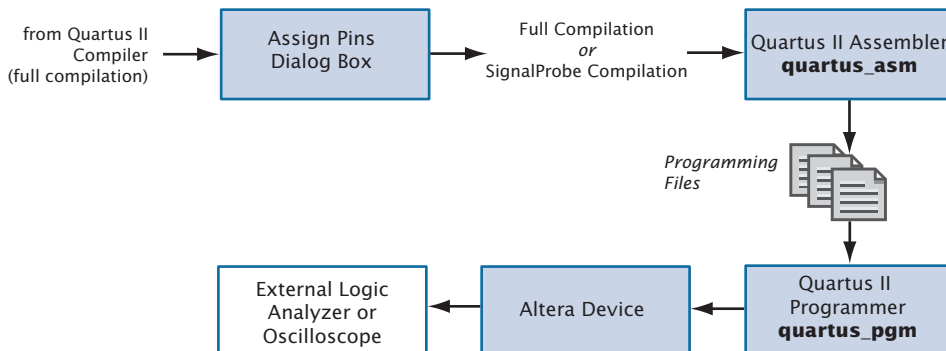 from Quartus II
Compiler
(full compilation)
Assign Pins
Dialog Box
Full Compilation
or
SignalProbe Compilation
Quartus II Assembler
quartus_asm
Programming
Files
Quartus II
Programmer
quartus_pgm
Altera Device
External Logic
Analyzer or
Oscilloscope